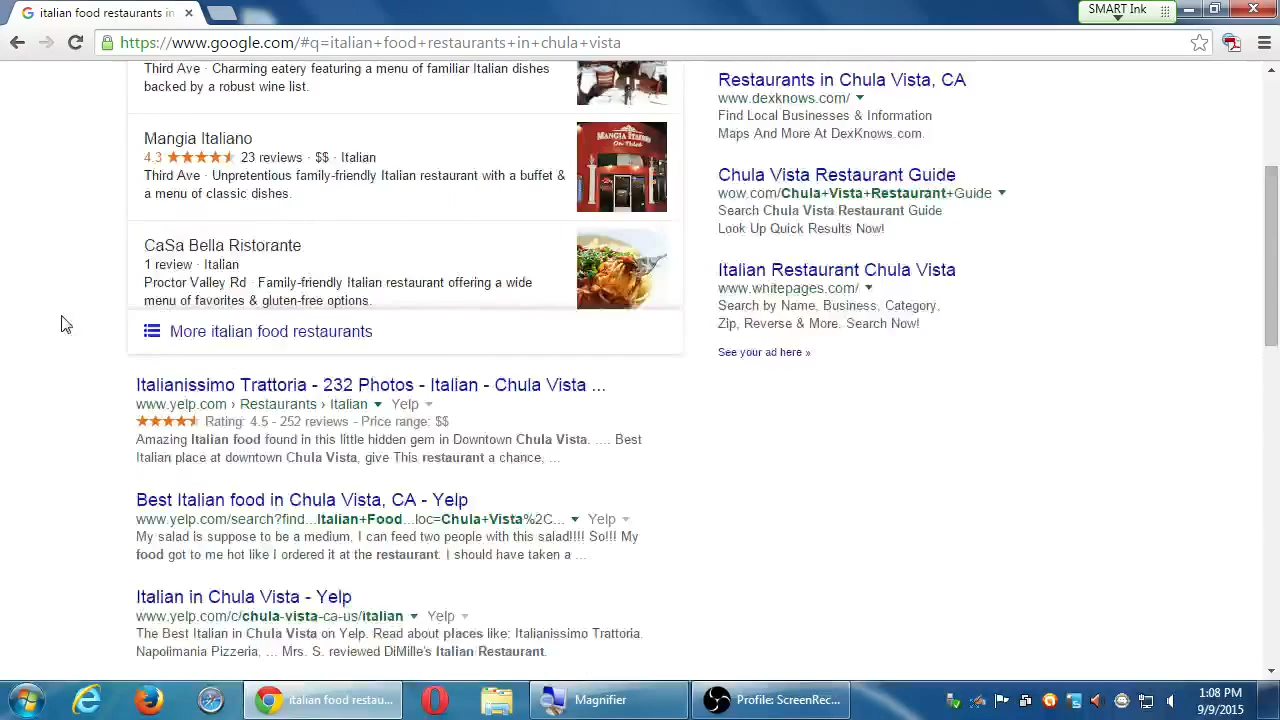 italian food restaurants in
SMART Ink
https://www.google.com/#q=italian+food+restaurants+in+chula+vista
Third Ave · Charming eatery featuring a menu of familiar Italian dishes
backed by a robust wine list.
Mangia Italiano
4.3 23 reviews · $$ · Italian
Third Ave · Unpretentious family-friendly Italian restaurant with a buffet &
a menu of classic dishes.
MANGIA ITALIANO
On Third
CaSa Bella Ristorante
1 review · Italian
Proctor Valley Rd · Family-friendly Italian restaurant offering a wide
menu of favorites & gluten-free options.
More italian food restaurants
Italianissimo Trattoria - 232 Photos - Italian - Chula Vista ...
www.yelp.com › Restaurants › Italian Yelp
Rating: 4.5 - 252 reviews - Price range: $$
Amazing Italian food found in this little hidden gem in Downtown Chula Vista. .... Best
Italian place at downtown Chula Vista, give This restaurant a chance, ...
Best Italian food in Chula Vista, CA - Yelp
www.yelp.com/search?find...Italian+Food...loc=Chula+Vista%2C... Yelp
My salad is suppose to be a medium, I can feed two people with this salad!!!! So!!! My
food got to me hot like I ordered it at the restaurant. I should have taken a ...
Italian in Chula Vista - Yelp
www.yelp.com/c/chula-vista-ca-us/italian Yelp
The Best Italian in Chula Vista on Yelp. Read about places like: Italianissimo Trattoria.
Napolimania Pizzeria, ... Mrs. S. reviewed DiMille's Italian Restaurant.
Restaurants in Chula Vista, CA
www.dexknows.com/
Find Local Businesses & Information
Maps And More At DexKnows.com.
Chula Vista Restaurant Guide
wow.com/Chula+Vista+Restaurant+Guide
Search Chula Vista Restaurant Guide
Look Up Quick Results Now!
Italian Restaurant Chula Vista
www.whitepages.com/
Search by Name, Business, Category,
Zip, Reverse & More. Search Now!
See your ad here »
italian food restau...
Magnifier
Profile: ScreenRec...
1:08 PM
9/9/2015